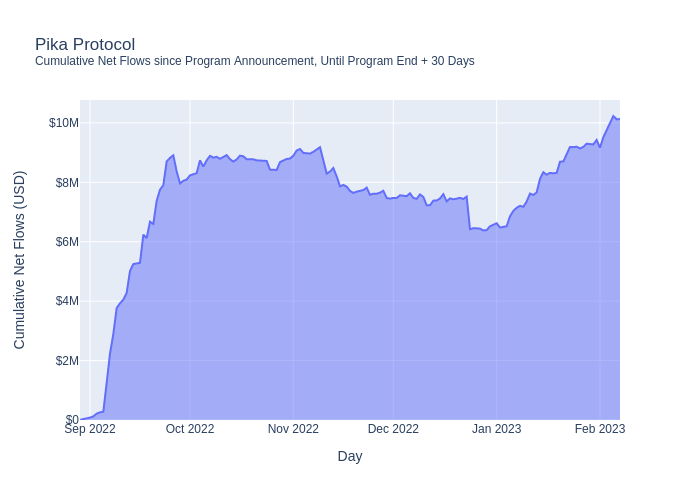 Pika Protocol
Cumulative Net Flows since Program Announcement, Until Program End + 30 Days
Cumulative Net Flows (USD)
$10M
$8M
$6M
$4M
$2M
$0
Sep 2022
Oct 2022
Nov 2022
Dec 2022
Jan 2023
Feb 2023
Day